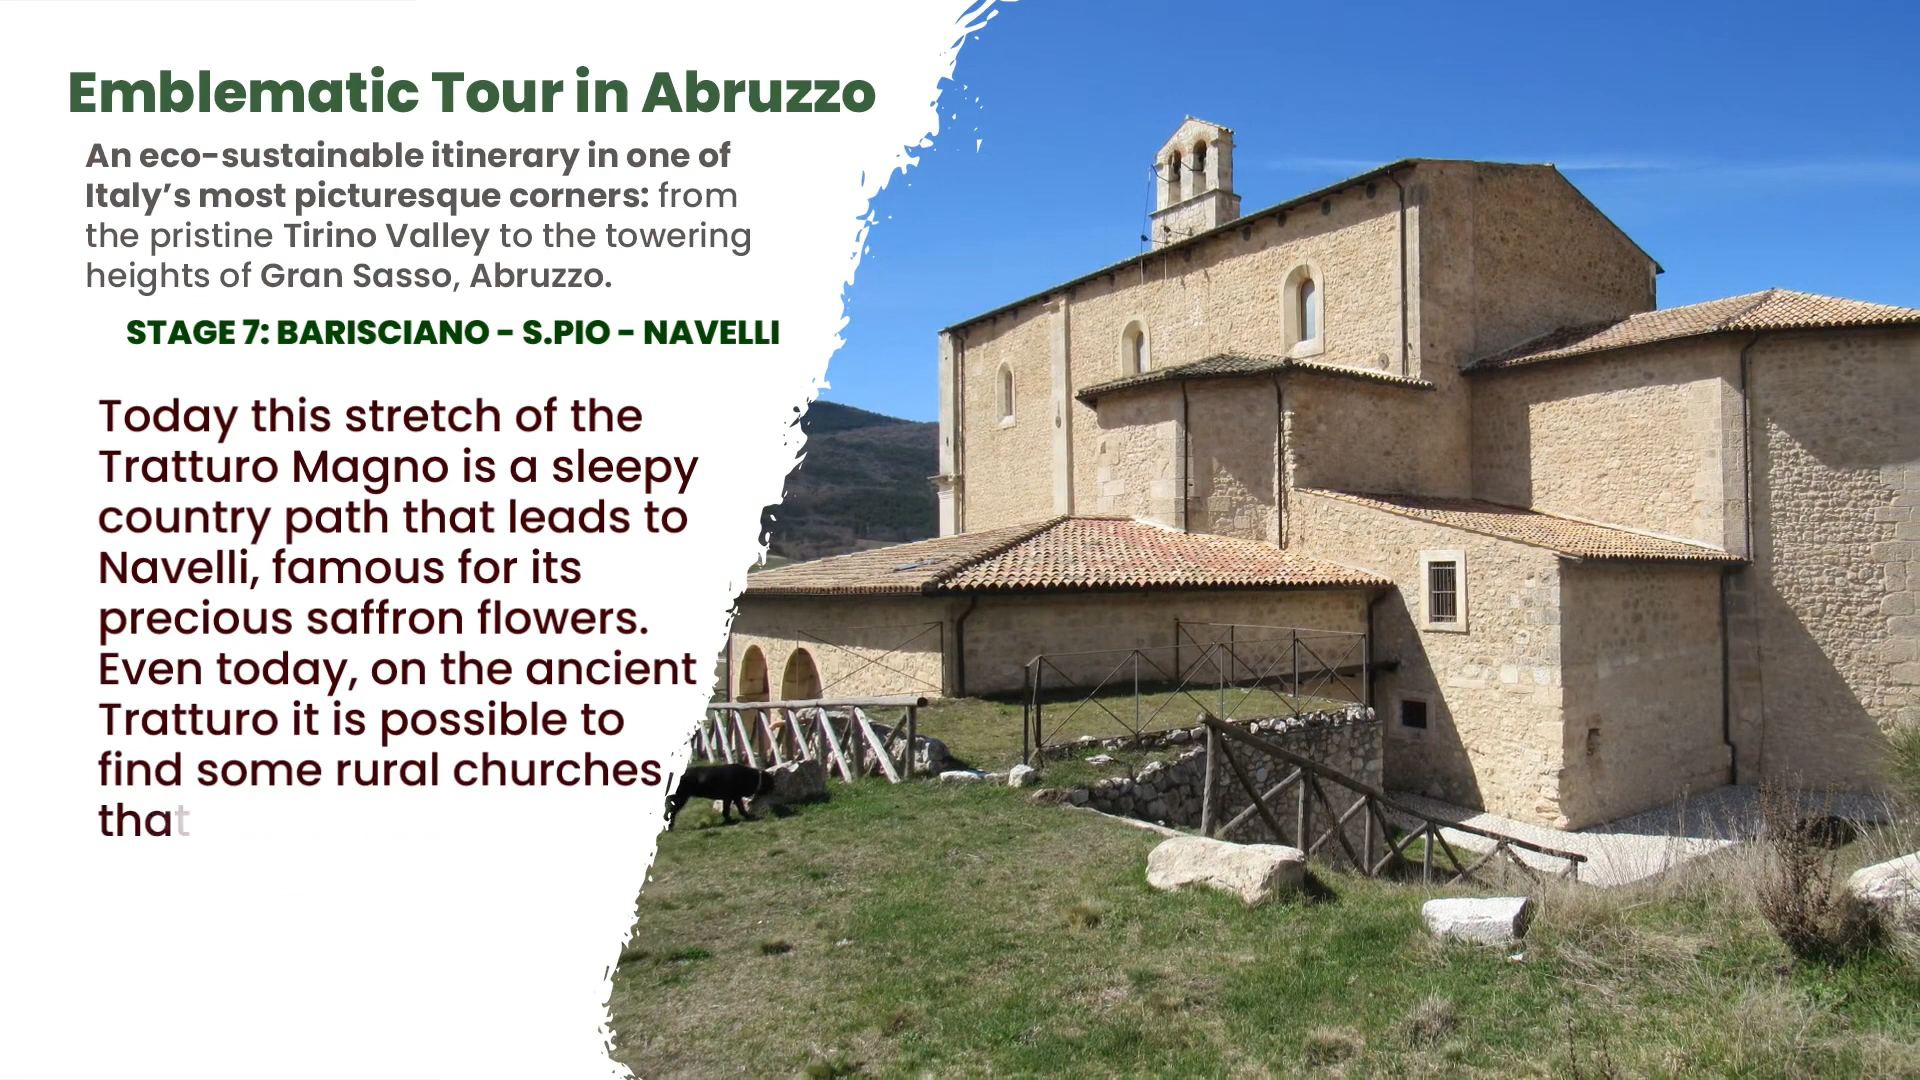 Emblematic Tour in Abruzzo
An eco-sustainable itinerary in one of
Italy’s most picturesque corners: from
the pristine Tirino Valley to the towering
heights of Gran Sasso, Abruzzo.
STAGE 7: BARISCIANO - S.PIO - NAVELLI
Today this stretch of the
Tratturo Magno is a sleepy
country path that leads to
Navelli, famous for its
precious saffron flowers.
Even today, on the ancient
Tratturo it is possible to
find some rural churches
that